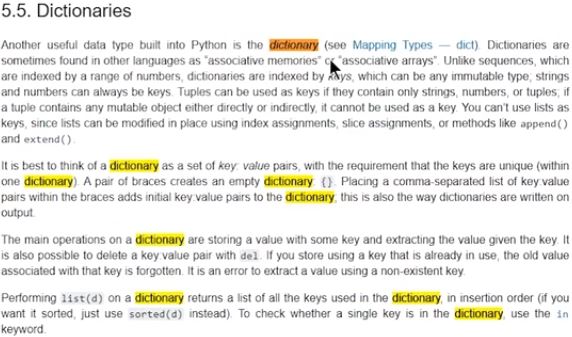 5.5. Dictionaries
Another useful data type built into Python is the dictionary (see Mapping Types — dict). Dictionaries are
sometimes found in other languages as “associative memories” or “associative arrays”. Unlike sequences, which
are indexed by a range of numbers, dictionaries are indexed by keys, which can be any immutable type; strings
and numbers can always be keys. Tuples can be used as keys if they contain only strings, numbers, or tuples; if
a tuple contains any mutable object either directly or indirectly, it cannot be used as a key. You can’t use lists as
keys, since lists can be modified in place using index assignments, slice assignments, or methods like append()
and extend().
It is best to think of a dictionary as a set of key: value pairs, with the requirement that the keys are unique (within
one dictionary). A pair of braces creates an empty dictionary: {}. Placing a comma-separated list of key:value
pairs within the braces adds initial key:value pairs to the dictionary; this is also the way dictionaries are written on
output.
The main operations on a dictionary are storing a value with some key and extracting the value given the key. It
is also possible to delete a key:value pair with del. If you store using a key that is already in use, the old value
associated with that key is forgotten. It is an error to extract a value using a non-existent key.
Performing list(d) on a dictionary returns a list of all the keys used in the dictionary, in insertion order (if you
want it sorted, just use sorted(d) instead). To check whether a single key is in the dictionary, use the in
keyword.